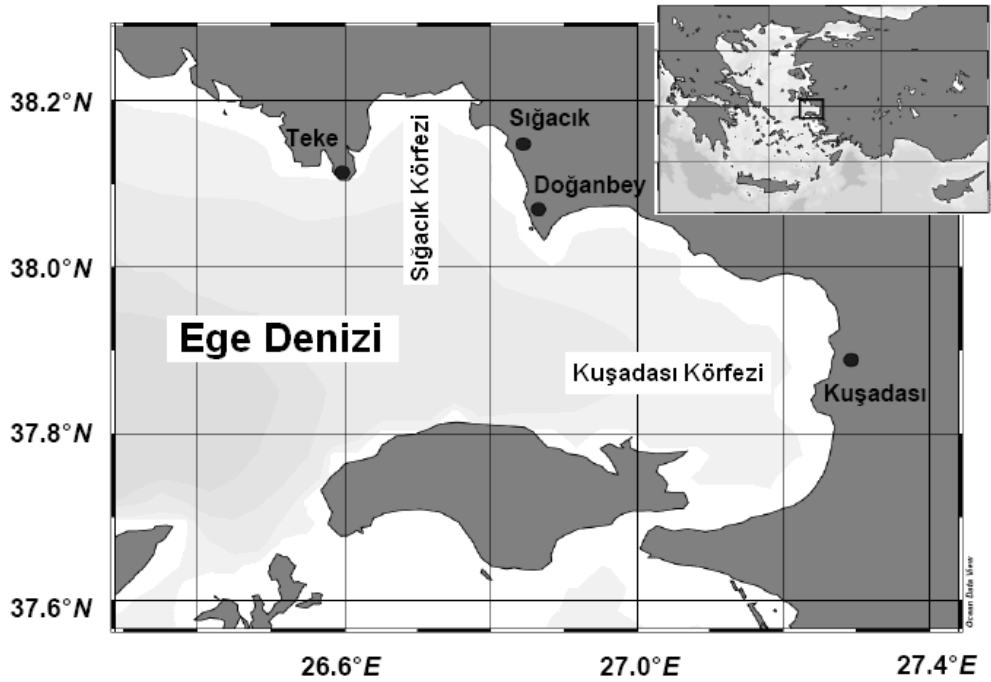 38.2°N
38.0°N
37.8°N
37.6°N
Teke
Sığacık
Doğanbey
Sığacık Körfezi
Ege Denizi
Kuşadası Körfezi
Kuşadası
Ocean Data View
26.6°E
27.0°E
27.4°E